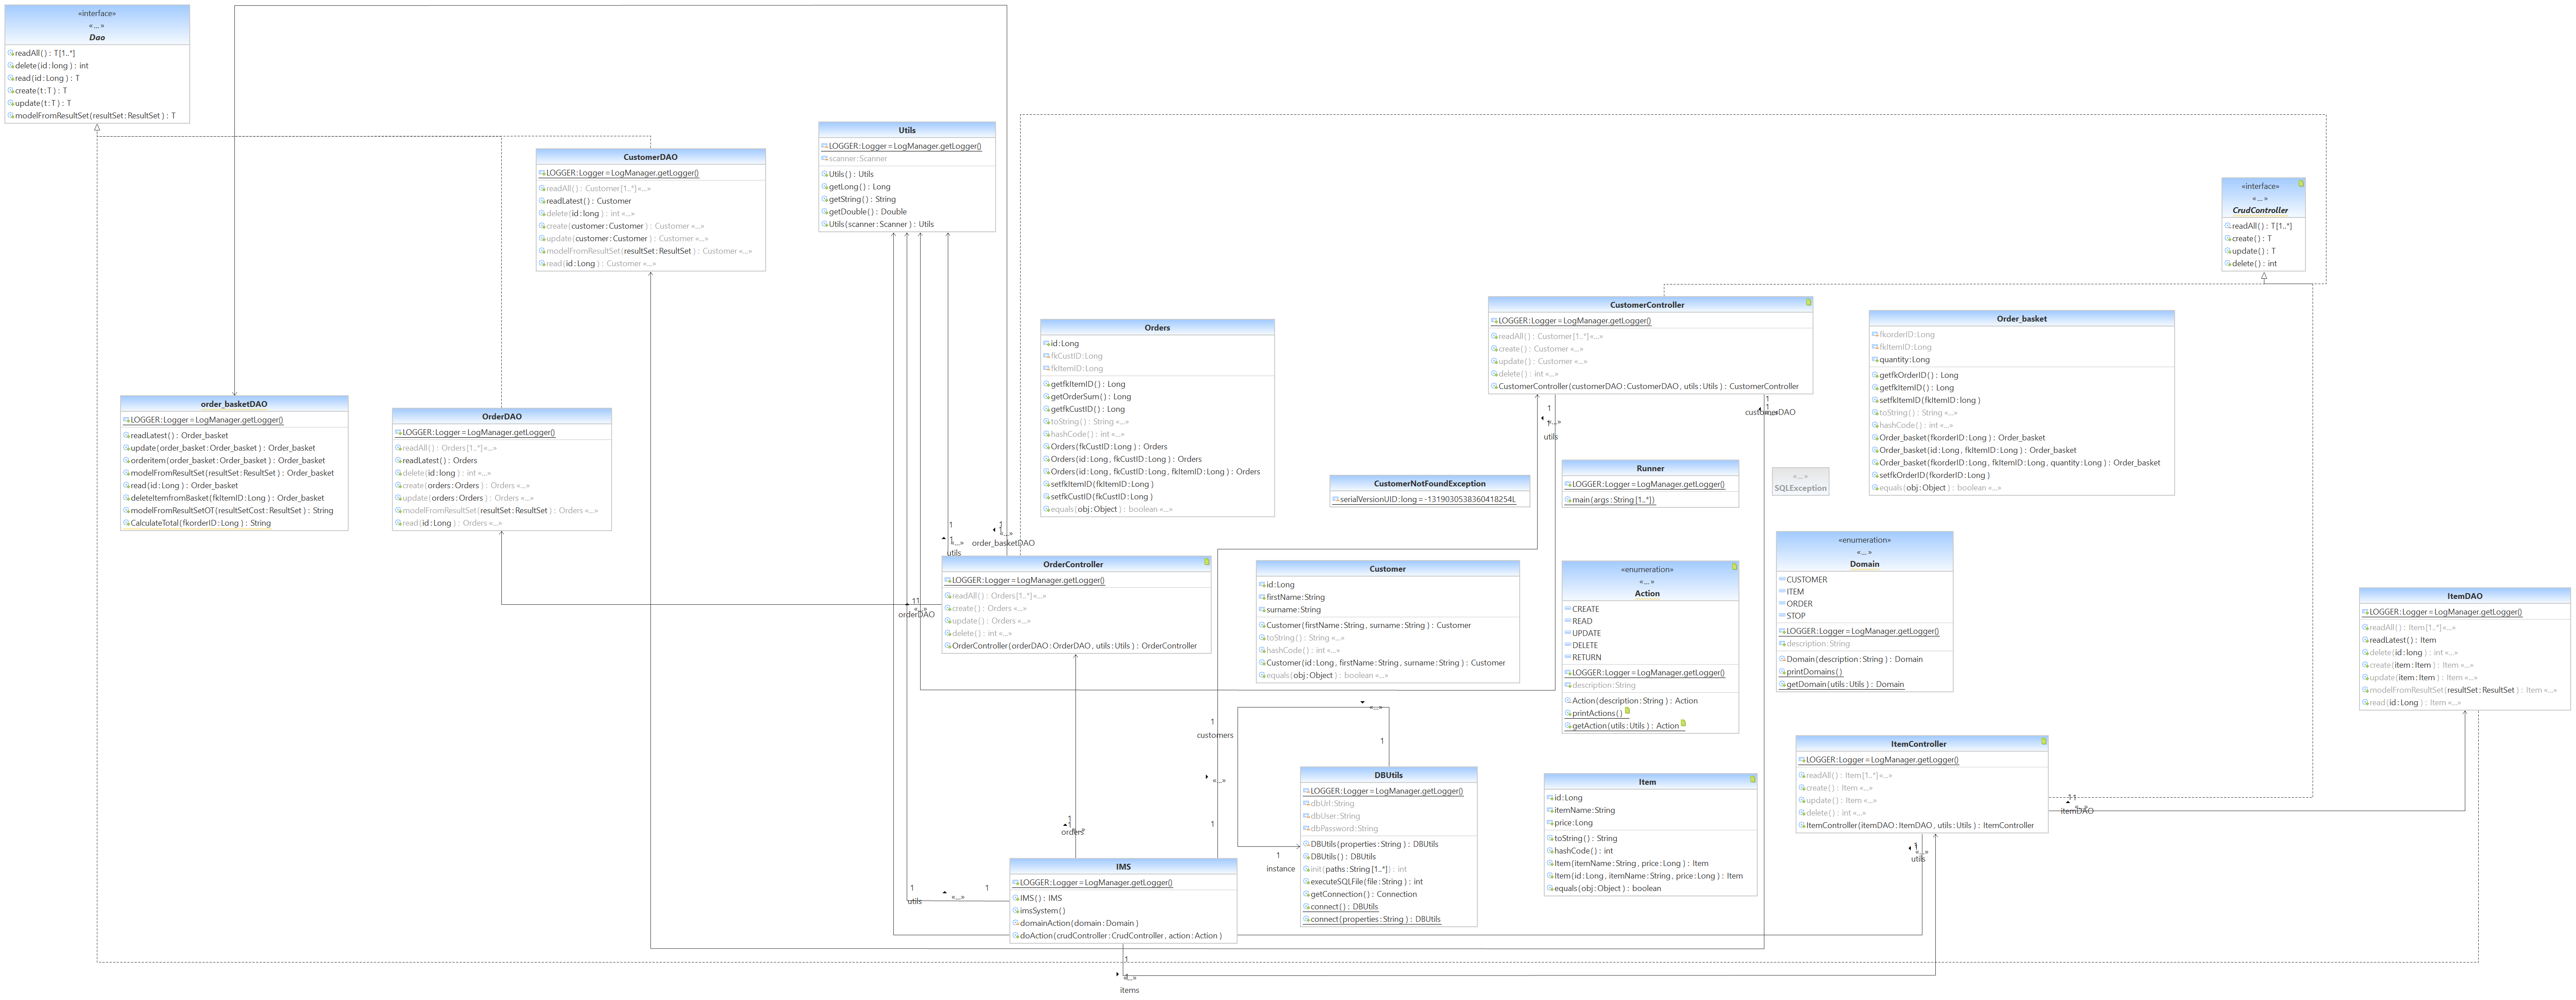 «interface»
«...»
Dao
readAll() : T[1..*]
delete(id:long) : int
read(id:Long) : T
create(t:T) : T
update(t:T) : T
modelFromResultSet(resultSet:ResultSet) : T
CustomerDAO
LOGGER:Logger=LogManager.getLogger()
readAll() : Customer[1..*]«...»
readLatest() : Customer
delete(id:long) : int «...»
create(customer:Customer) : Customer «...»
update(customer:Customer) : Customer «...»
modelFromResultSet(resultSet:ResultSet) : Customer «...»
read(id:Long) : Customer «...»
Utils
LOGGER:Logger=LogManager.getLogger()
scanner:Scanner
Utils() : Utils
getLong() : Long
getString() : String
getDouble() : Double
Utils(scanner:Scanner) : Utils
«interface»
«...»
CrudController
readAll() : T[1..*]
create() : T
update() : T
delete() : int
CustomerController
LOGGER:Logger=LogManager.getLogger()
readAll() : Customer[1..*]«...»
create() : Customer «...»
update() : Customer «...»
delete() : int «...»
CustomerController(customerDAO:CustomerDAO, utils:Utils) : CustomerController
Order_basket
fkorderID:Long
fkItemID:Long
quantity:Long
getfkOrderID() : Long
getfkItemID() : Long
setfkItemID(fkItemID:long)
toString() : String «...»
hashCode() : int «...»
Order_basket(fkorderID:Long) : Order_basket
Order_basket(id:Long, fkItemID:Long) : Order_basket
Order_basket(fkorderID:Long, fkItemID:Long, quantity:Long) : Order_basket
setfkOrderID(fkorderID:Long)
equals(obj:Object) : boolean «...»
Orders
id:Long
fkCustID:Long
fkItemID:Long
getfkItemID() : Long
getOrderSum() : Long
getfkCustID() : Long
toString() : String «...»
hashCode() : int «...»
Orders(fkCustID:Long) : Orders
Orders(id:Long, fkCustID:Long) : Orders
Orders(id:Long, fkCustID:Long, fkItemID:Long) : Orders
setfkItemID(fkItemID:Long)
setfkCustID(fkCustID:Long)
equals(obj:Object) : boolean «...»
order_basketDAO
LOGGER:Logger=LogManager.getLogger()
readLatest() : Order_basket
update(order_basket:Order_basket) : Order_basket
orderitem(order_basket:Order_basket) : Order_basket
modelFromResultSet(resultSet:ResultSet) : Order_basket
read(id:Long) : Order_basket
deleteItemfromBasket(fkItemID:Long) : Order_basket
modelFromResultSetOT(resultSetCost:ResultSet) : String
CalculateTotal(fkorderID:Long) : String
OrderDAO
LOGGER:Logger=LogManager.getLogger()
readAll() : Orders[1..*]«...»
readLatest() : Orders
delete(id:long) : int «...»
create(orders:Orders) : Orders «...»
update(orders:Orders) : Orders «...»
modelFromResultSet(resultSet:ResultSet) : Orders «...»
read(id:Long) : Orders «...»
1
customerDAO
1
«...»
utils
CustomerNotFoundException
serialVersionUID:long=-1319030538360418254L
Runner
LOGGER:Logger=LogManager.getLogger()
main(args:String[1..*])
«...»
SQLException
1
«...»
utils
1
«...»
order_basketDAO
OrderController
LOGGER:Logger=LogManager.getLogger()
readAll() : Orders[1..*]«...»
create() : Orders «...»
update() : Orders «...»
delete() : int «...»
OrderController(orderDAO:OrderDAO, utils:Utils) : OrderController
11
«...»
orderDAO
Customer
id:Long
firstName:String
surname:String
Customer(firstName:String, surname:String) : Customer
toString() : String «...»
hashCode() : int «...»
Customer(id:Long, firstName:String, surname:String) : Customer
equals(obj:Object) : boolean «...»
«enumeration»
«...»
Action
CREATE
READ
UPDATE
DELETE
RETURN
LOGGER:Logger=LogManager.getLogger()
description:String
Action(description:String) : Action
printActions()
getAction(utils:Utils) : Action
«enumeration»
«...»
Domain
CUSTOMER
ITEM
ORDER
STOP
LOGGER:Logger=LogManager.getLogger()
description:String
Domain(description:String) : Domain
printDomains()
getDomain(utils:Utils) : Domain
ItemDAO
LOGGER:Logger=LogManager.getLogger()
readAll() : Item[1..*]«...»
readLatest() : Item
delete(id:long) : int «...»
create(item:Item) : Item «...»
update(item:Item) : Item «...»
modelFromResultSet(resultSet:ResultSet) : Item «...»
read(id:Long) : Item «...»
1
customers
«...»
1
«...»
1
1
instance
DBUtils
LOGGER:Logger=LogManager.getLogger()
dbUrl:String
dbUser:String
dbPassword:String
DBUtils(properties:String) : DBUtils
DBUtils() : DBUtils
init(paths:String[1..*]) : int
executeSQLFile(file:String) : int
getConnection() : Connection
connect() : DBUtils
connect(properties:String) : DBUtils
Item
id:Long
itemName:String
price:Long
toString() : String
hashCode() : int
Item(itemName:String, price:Long) : Item
Item(id:Long, itemName:String, price:Long) : Item
equals(obj:Object) : boolean
ItemController
LOGGER:Logger=LogManager.getLogger()
readAll() : Item[1..*]«...»
create() : Item «...»
update() : Item «...»
delete() : int «...»
ItemController(itemDAO:ItemDAO, utils:Utils) : ItemController
11
«...»
itemDAO
1
«...»
utils
1
«...»
orders
IMS
LOGGER:Logger=LogManager.getLogger()
IMS() : IMS
imsSystem()
domainAction(domain:Domain)
doAction(crudController:CrudController, action:Action)
1
«...»
1
utils
1
«...»
items